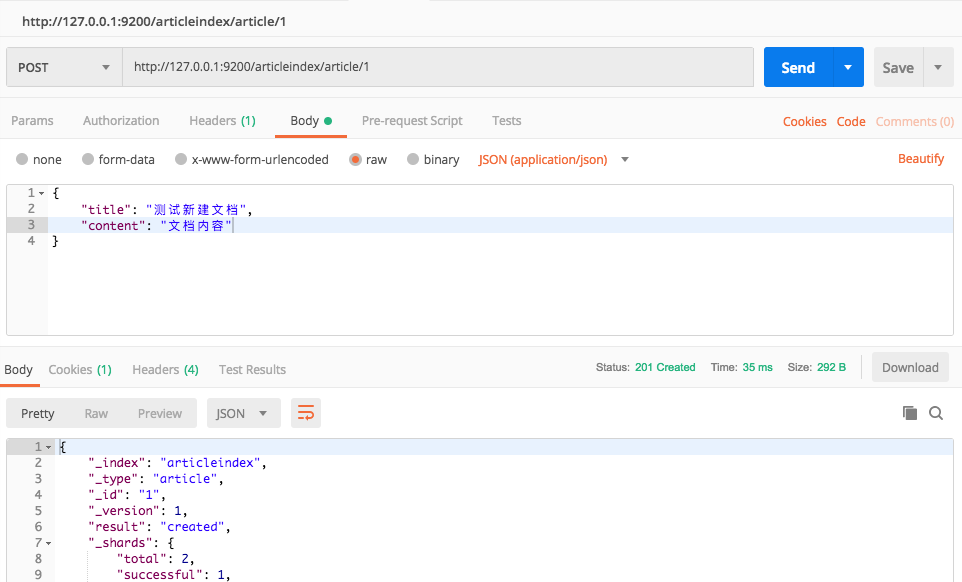 http://127.0.0.1:9200/articleindex/article/1
POST http://127.0.0.1:9200/articleindex/article/1 Send Save
Params Authorization Headers (1) Body Pre-request Script Tests Cookies Code Comments (0)
none form-data x-www-form-urlencoded raw binary JSON (application/json) Beautify
1 {
2 "title": "测试新建文档",
3 "content": "文档内容"
4 }
Body Cookies (1) Headers (4) Test Results Status: 201 Created Time: 35 ms Size: 292 B Download
Pretty Raw Preview JSON
1 {
2 "_index": "articleindex",
3 "_type": "article",
4 "_id": "1",
5 "_version": 1,
6 "result": "created",
7 "_shards": {
8 "total": 2,
9 "successful": 1,